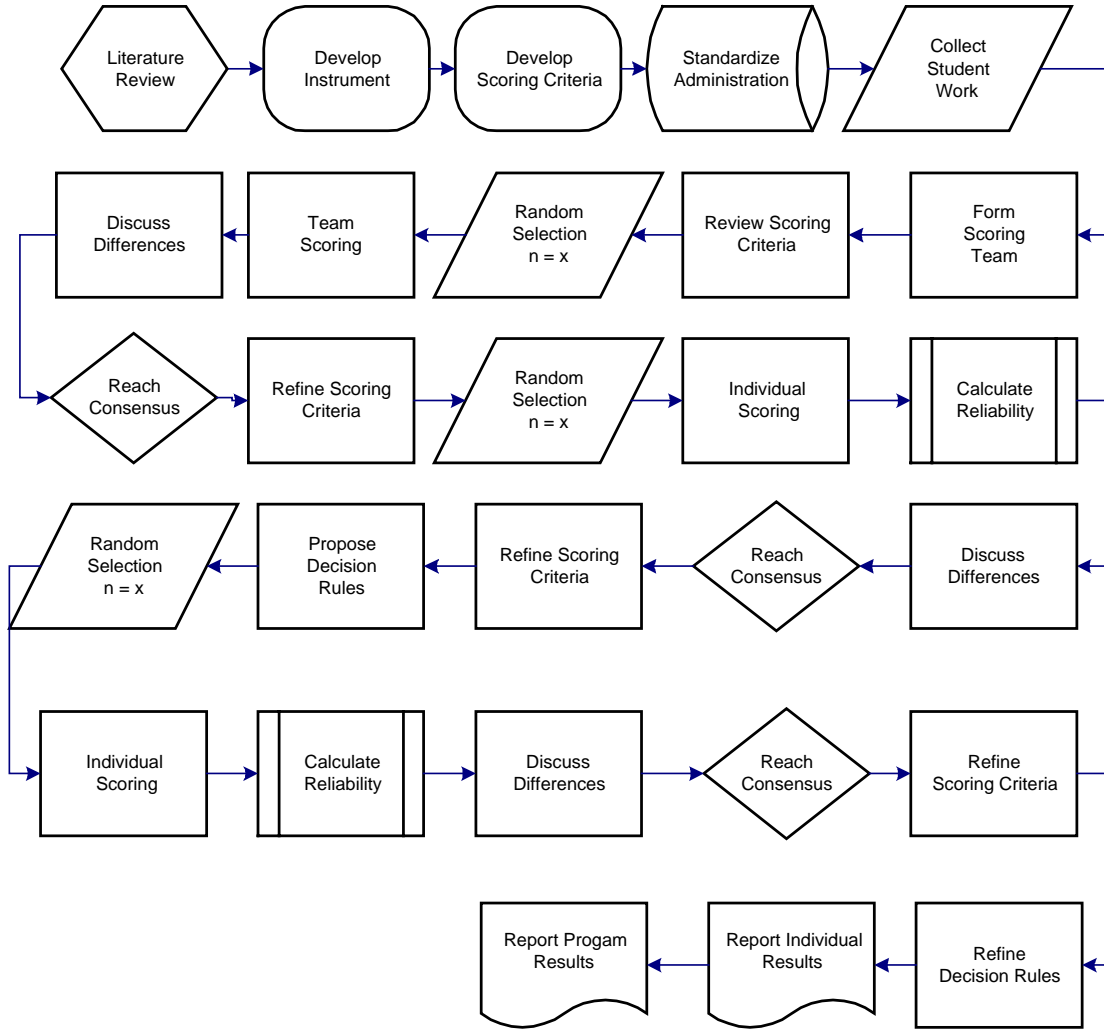 Literature
Review
Develop
Instrument
Develop
Scoring Criteria
Standardize
Administration
Collect
Student
Work
Discuss
Differences
Team
Scoring
Random
Selection
n = x
Review Scoring
Criteria
Form
Scoring
Team
Reach
Consensus
Refine Scoring
Criteria
Random
Selection
n = x
Individual
Scoring
Calculate
Reliability
Random
Selection
n = x
Propose
Decision
Rules
Refine Scoring
Criteria
Reach
Consensus
Discuss
Differences
Individual
Scoring
Calculate
Reliability
Discuss
Differences
Reach
Consensus
Refine
Scoring Criteria
Report Progam
Results
Report Individual
Results
Refine
Decision Rules